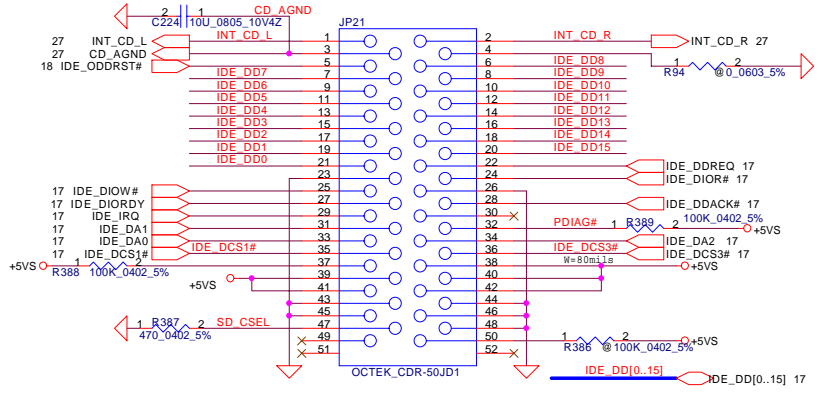 2 1 CD_AGND
C224 10U_0805_10V4Z
JP21
27 INT_CD_L INT_CD_L 1 2 INT_CD_R INT_CD_R 27
27 CD_AGND 3 4
18 IDE_ODDRST# 5 6 IDE_DD8 1 2
R94 @0_0603_5%
IDE_DD7 7 8 IDE_DD9
IDE_DD6 9 10 IDE_DD10
IDE_DD5 11 12 IDE_DD11
IDE_DD4 13 14 IDE_DD12
IDE_DD3 15 16 IDE_DD13
IDE_DD2 17 18 IDE_DD14
IDE_DD1 19 20 IDE_DD15
IDE_DD0 21 22 IDE_DDREQ 17
23 24 IDE_DIOR# 17
17 IDE_DIOW# 25 26
17 IDE_DIORDY 27 28 IDE_DDACK# 17
17 IDE_IRQ 29 30 100K_0402_5%
17 IDE_DA1 31 32 PDIAG# 1 R389 2 +5VS
17 IDE_DA0 33 34 IDE_DA2 17
17 IDE_DCS1# IDE_DCS1# 35 36 IDE_DCS3# IDE_DCS3# 17
+5VS 1 2 37 38 W=80mils +5VS
R388 100K_0402_5%
+5VS 39 40
41 42
43 44
45 46
1 R387 2 SD_CSEL 47 48
470_0402_5%
49 50 1 2 +5VS
51 52 R386 @100K_0402_5%
OCTEK_CDR-50JD1
IDE_DD[0..15] IDE_DD[0..15] 17